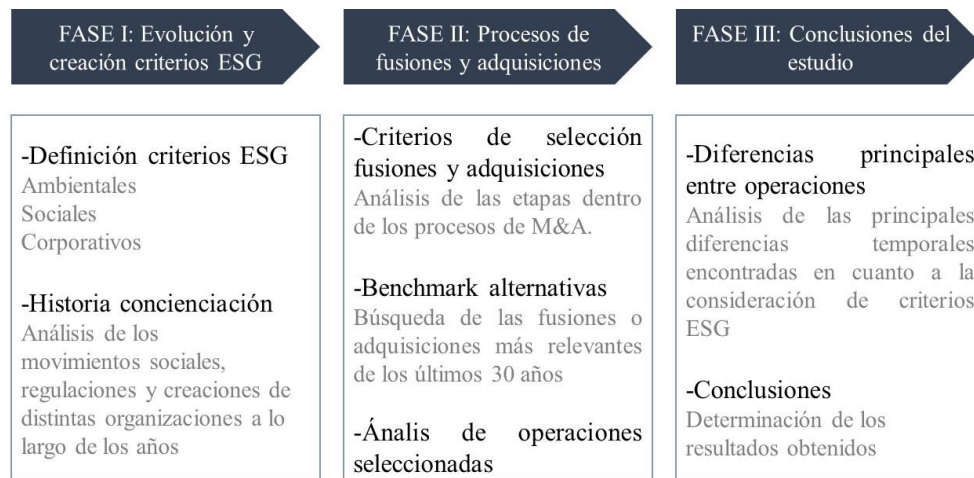 FASE I: Evolución y
creación criterios ESG
-Definición criterios ESG
Ambientales
Sociales
Corporativos
-Historia concienciación
Análisis de los
movimientos sociales,
regulaciones y creaciones de
distintas organizaciones a lo
largo de los años
FASE II: Procesos de
fusiones y adquisiciones
-Criterios de selección
fusiones y adquisiciones
Análisis de las etapas dentro
de los procesos de M&A.
-Benchmark alternativas
Búsqueda de las fusiones o
adquisiciones más relevantes
de los últimos 30 años
-Ánalis de operaciones
seleccionadas
FASE III: Conclusiones del
estudio
-Diferencias principales
entre operaciones
Análisis de las principales
diferencias temporales
encontradas en cuanto a la
consideración de criterios
ESG
-Conclusiones
Determinación de los
resultados obtenidos